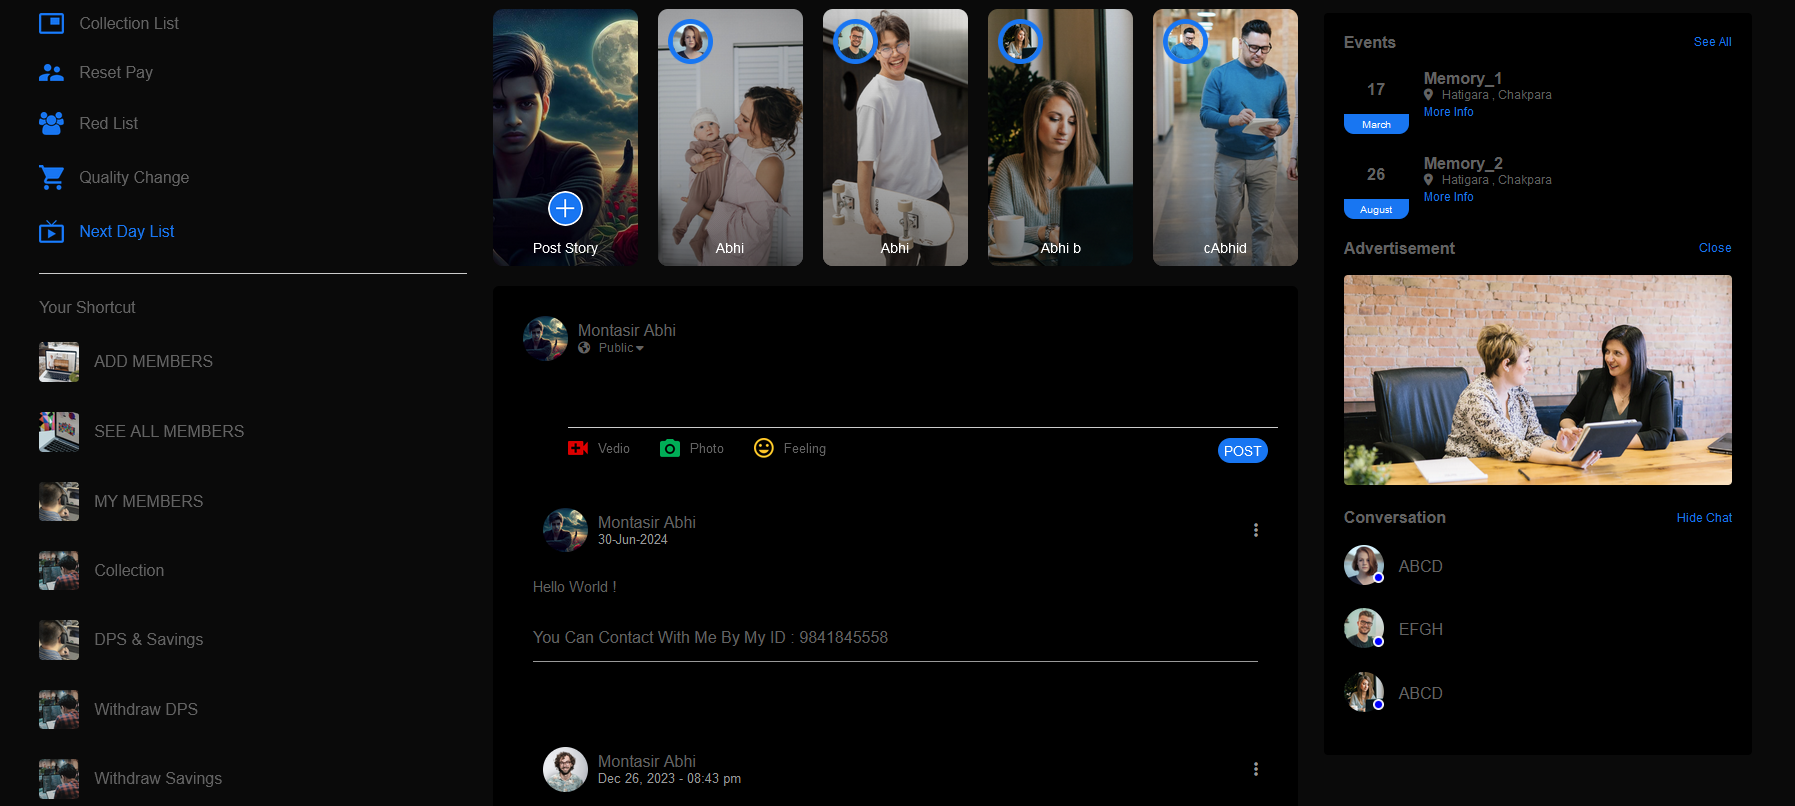 Collection List
Reset Pay
Red List
Quality Change
Next Day List
Your Shortcut
ADD MEMBERS
SEE ALL MEMBERS
MY MEMBERS
Collection
DPS & Savings
Withdraw DPS
Withdraw Savings
Post Story
Abhi
Abhi
Abhi b
cAbhid
Montasir Abhi
Public
Vedio
Photo
Feeling
POST
Montasir Abhi
30-Jun-2024
Hello World !
You Can Contact With Me By My ID : 9841845558
Montasir Abhi
Dec 26, 2023 - 08:43 pm
Events
See All
17
March
Memory_1
Hatigara , Chakpara
More Info
26
August
Memory_2
Hatigara , Chakpara
More Info
Advertisement
Close
Conversation
Hide Chat
ABCD
EFGH
ABCD